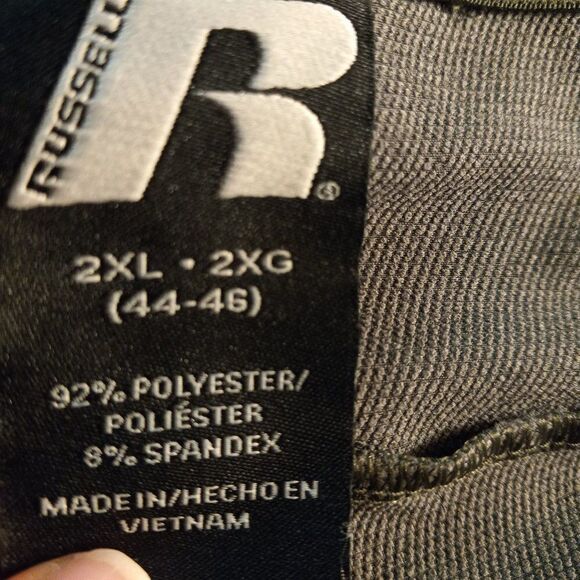 RUSSELL
R®
2XL • 2XG
(44-46)
92% POLYESTER/
POLIÉSTER
8% SPANDEX
MADE IN/HECHO EN
VIETNAM